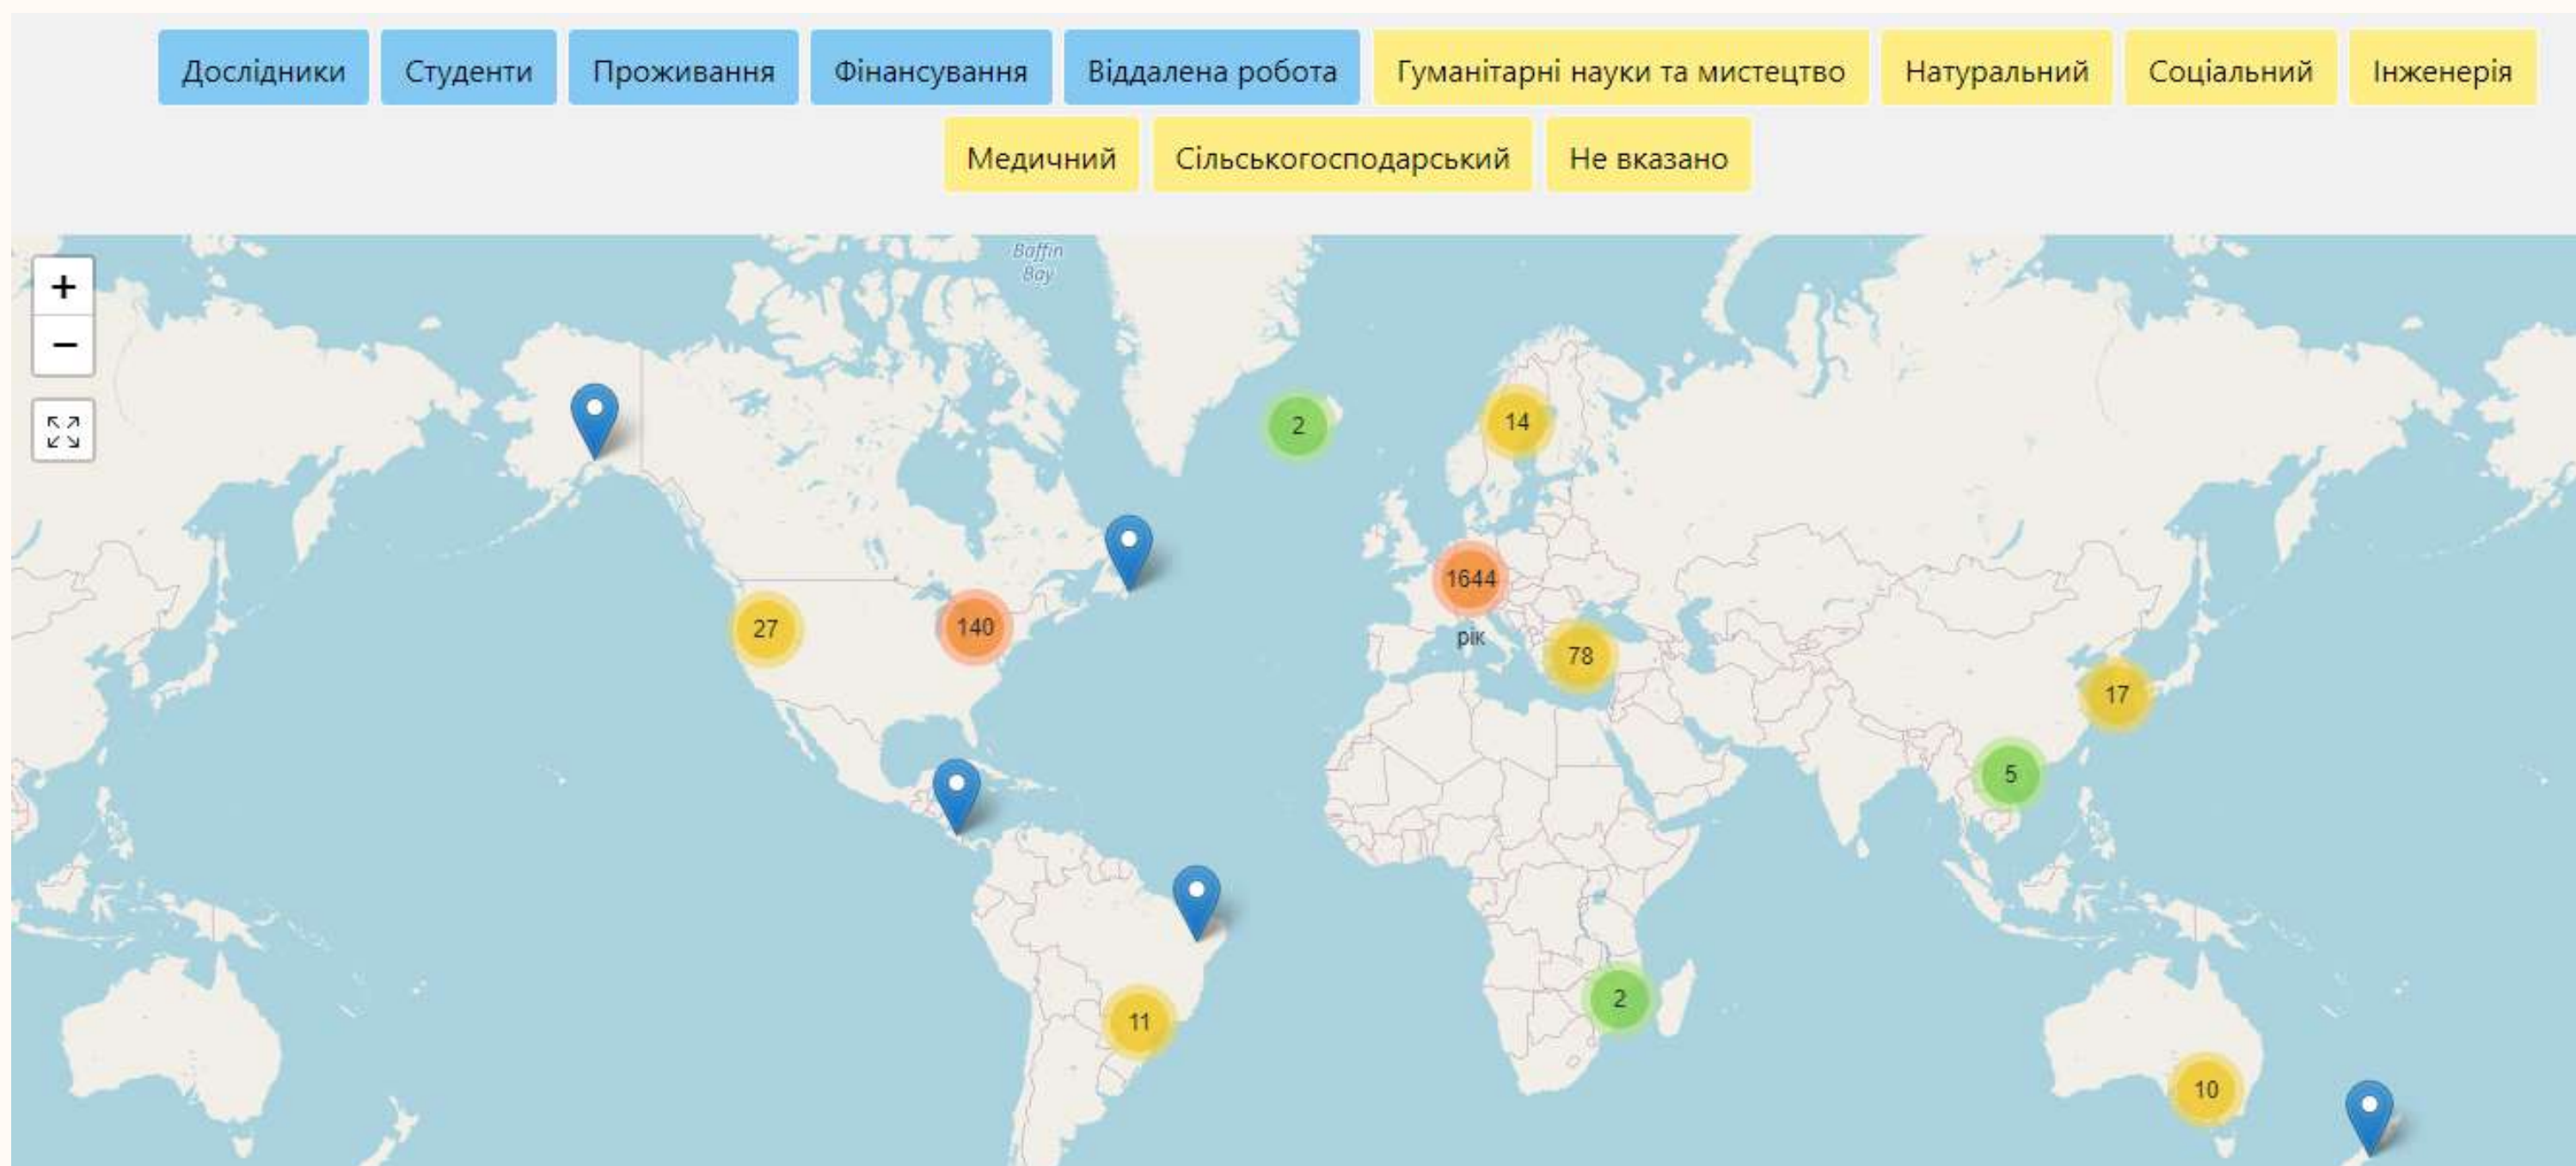 Дослідники Студенти Проживання Фінансування Віддалена робота Гуманітарні науки та мистецтво Натуральний Соціальний Інженерія
Медичний Сільськогосподарський Не вказано
Baffin
Bay
+
−
2
14
1644
рік
27
140
78
17
5
2
11
10